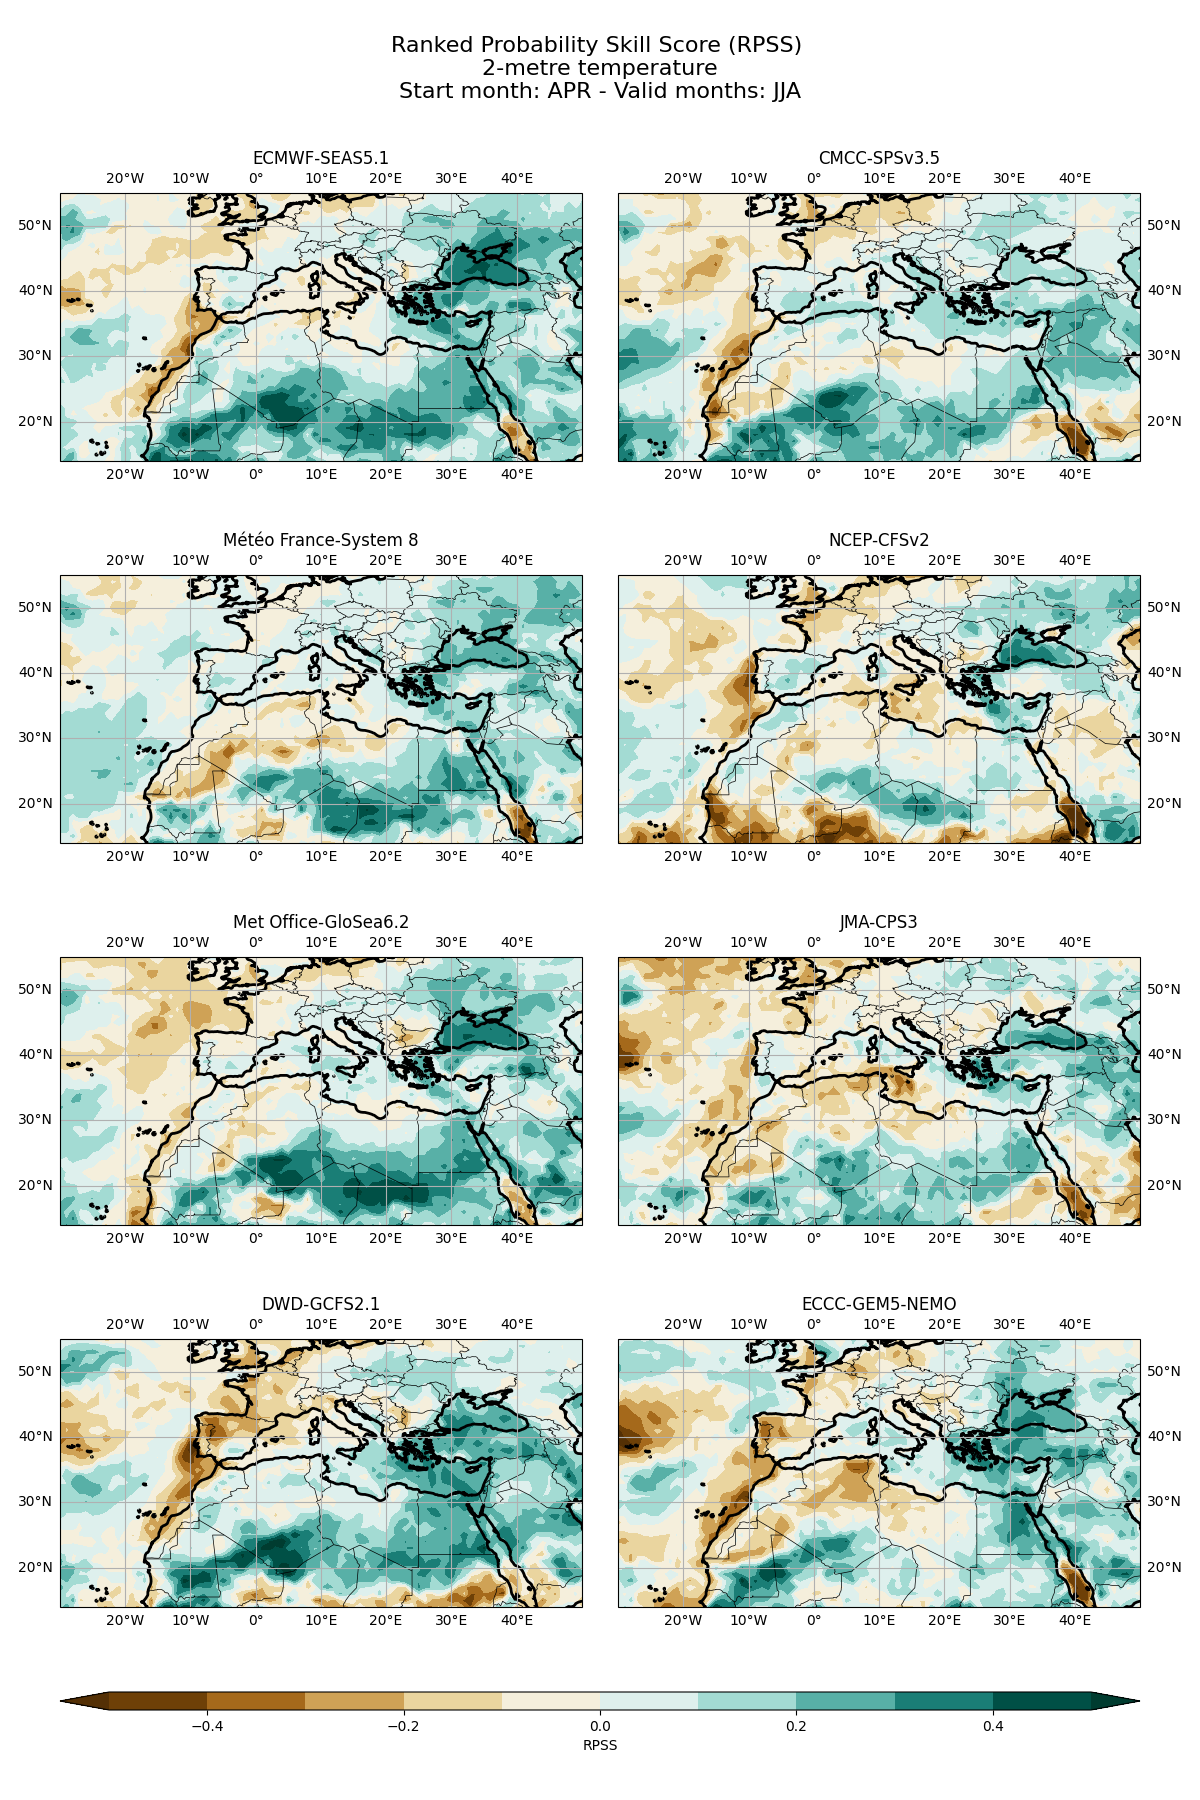 Ranked Probability Skill Score (RPSS)
2-metre temperature
Start month: APR - Valid months: JJA
ECMWF-SEAS5.1
20°W 10°W 0° 10°E 20°E 30°E 40°E
50°N
40°N
30°N
20°N
20°W 10°W 0° 10°E 20°E 30°E 40°E
CMCC-SPSv3.5
20°W 10°W 0° 10°E 20°E 30°E 40°E
50°N
40°N
30°N
20°N
20°W 10°W 0° 10°E 20°E 30°E 40°E
Météo France-System 8
20°W 10°W 0° 10°E 20°E 30°E 40°E
50°N
40°N
30°N
20°N
20°W 10°W 0° 10°E 20°E 30°E 40°E
NCEP-CFSv2
20°W 10°W 0° 10°E 20°E 30°E 40°E
50°N
40°N
30°N
20°N
20°W 10°W 0° 10°E 20°E 30°E 40°E
Met Office-GloSea6.2
20°W 10°W 0° 10°E 20°E 30°E 40°E
50°N
40°N
30°N
20°N
20°W 10°W 0° 10°E 20°E 30°E 40°E
JMA-CPS3
20°W 10°W 0° 10°E 20°E 30°E 40°E
50°N
40°N
30°N
20°N
20°W 10°W 0° 10°E 20°E 30°E 40°E
DWD-GCFS2.1
20°W 10°W 0° 10°E 20°E 30°E 40°E
50°N
40°N
30°N
20°N
20°W 10°W 0° 10°E 20°E 30°E 40°E
ECCC-GEM5-NEMO
20°W 10°W 0° 10°E 20°E 30°E 40°E
50°N
40°N
30°N
20°N
20°W 10°W 0° 10°E 20°E 30°E 40°E
−0.4 −0.2 0.0 0.2 0.4
RPSS